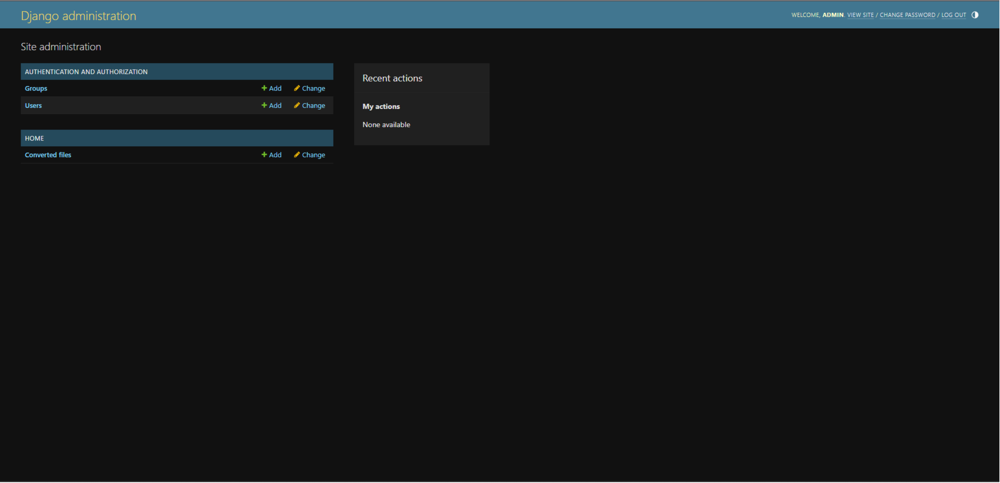 Django administration
WELCOME, ADMIN. VIEW SITE / CHANGE PASSWORD / LOG OUT
Site administration
AUTHENTICATION AND AUTHORIZATION
Groups Add Change
Users Add Change
HOME
Converted files Add Change
Recent actions
My actions
None available